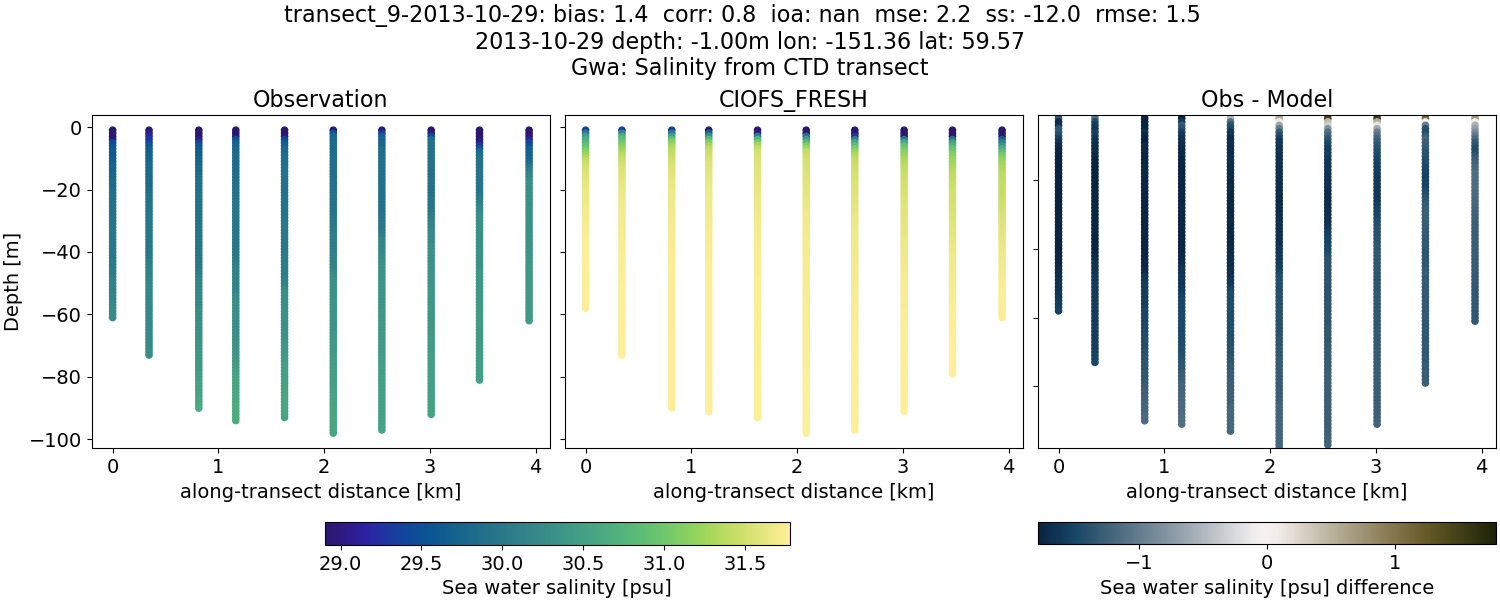 transect_9-2013-10-29: bias: 1.4  corr: 0.8  ioa: nan  mse: 2.2  ss: -12.0  rmse: 1.5
2013-10-29 depth: -1.00m lon: -151.36 lat: 59.57
Gwa: Salinity from CTD transect
Observation
CIOFS_FRESH
Obs - Model
Depth [m]
0
−20
−40
−60
−80
−100
0 1 2 3 4
0 1 2 3 4
0 1 2 3 4
along-transect distance [km]
along-transect distance [km]
along-transect distance [km]
29.0 29.5 30.0 30.5 31.0 31.5
Sea water salinity [psu]
−1 0 1
Sea water salinity [psu] difference